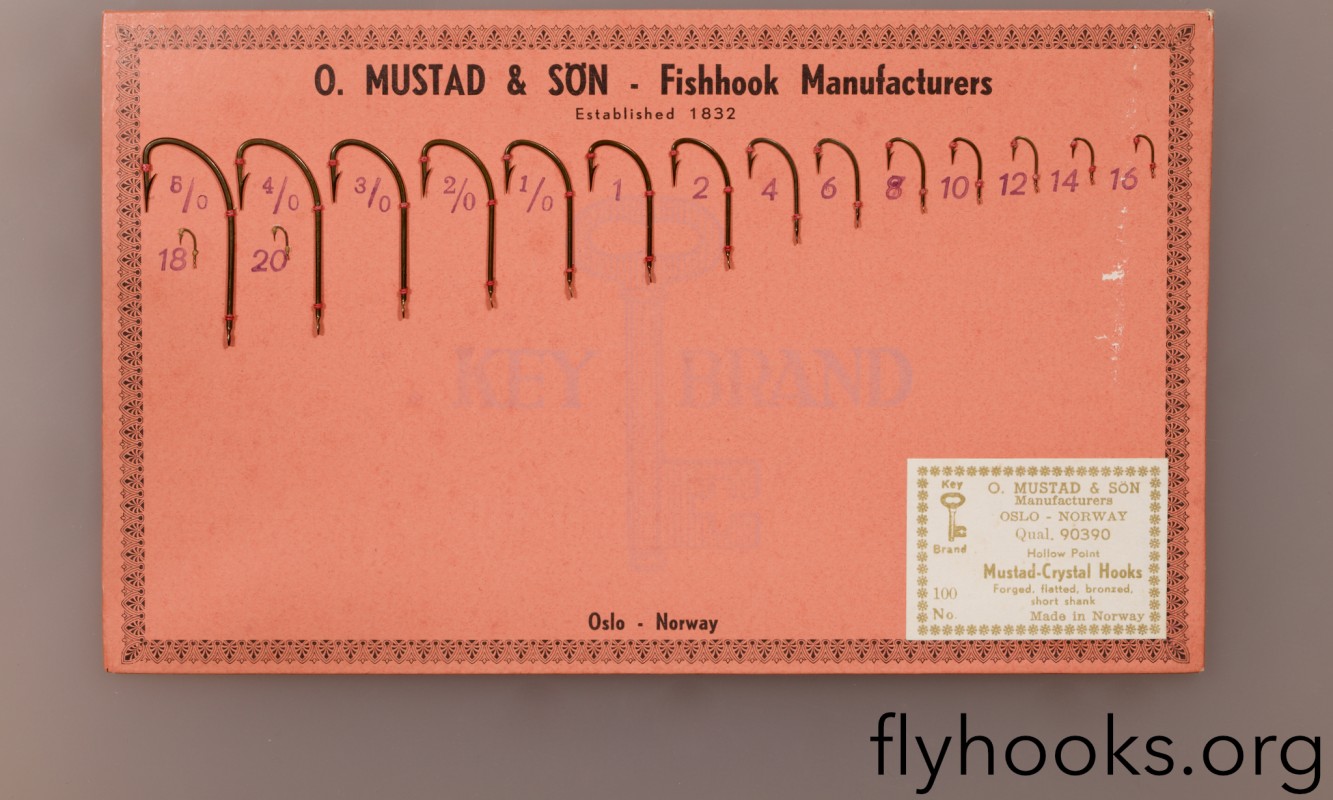 O. MUSTAD & SÖN - Fishhook Manufacturers
Established 1832
5/0 4/0 3/0 2/0 1/0 1 2 4 6 8 10 12 14 16
18 20
KEY BRAND
Key
O. MUSTAD & SÖN
Manufacturers
OSLO - NORWAY
Qual. 90390
Brand
Hollow Point
Mustad-Crystal Hooks
Forged, flatted, bronzed,
short shank
100
No.
Made in Norway
Oslo - Norway
flyhooks.org